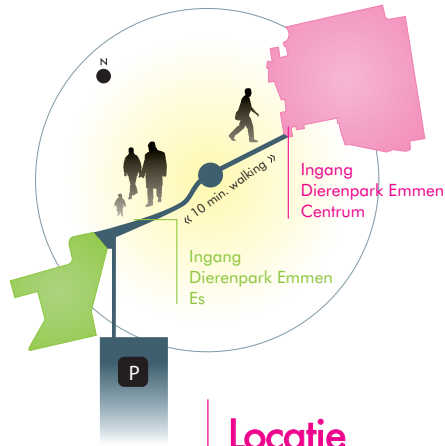 N
« 10 min. walking »
Ingang
Dierenpark Emmen
Centrum
Ingang
Dierenpark Emmen
Es
P
Locatie